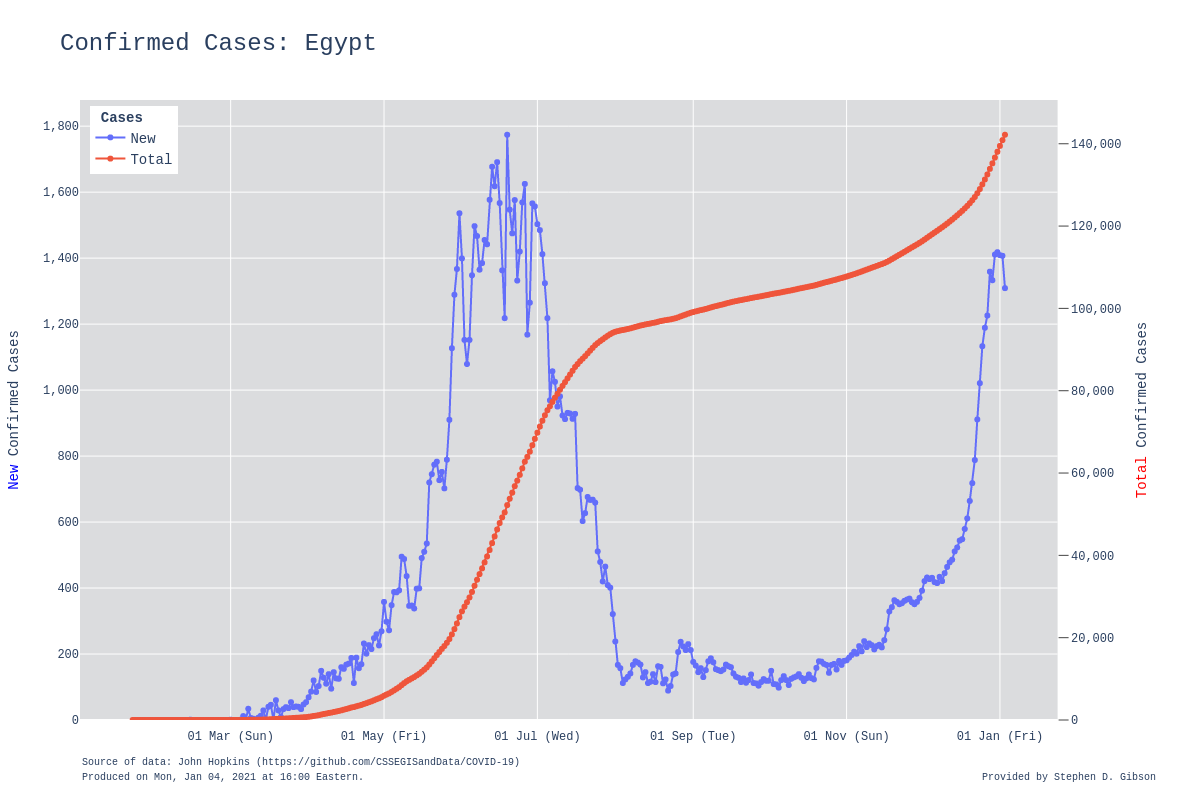 Confirmed Cases: Egypt
Cases
New
Total
1,800
1,600
1,400
1,200
1,000
800
600
400
200
0
140,000
120,000
100,000
80,000
60,000
40,000
20,000
0
New Confirmed Cases
Total Confirmed Cases
01 Mar (Sun)
01 May (Fri)
01 Jul (Wed)
01 Sep (Tue)
01 Nov (Sun)
01 Jan (Fri)
Source of data: John Hopkins (https://github.com/CSSEGISandData/COVID-19)
Produced on Mon, Jan 04, 2021 at 16:00 Eastern.
Provided by Stephen D. Gibson